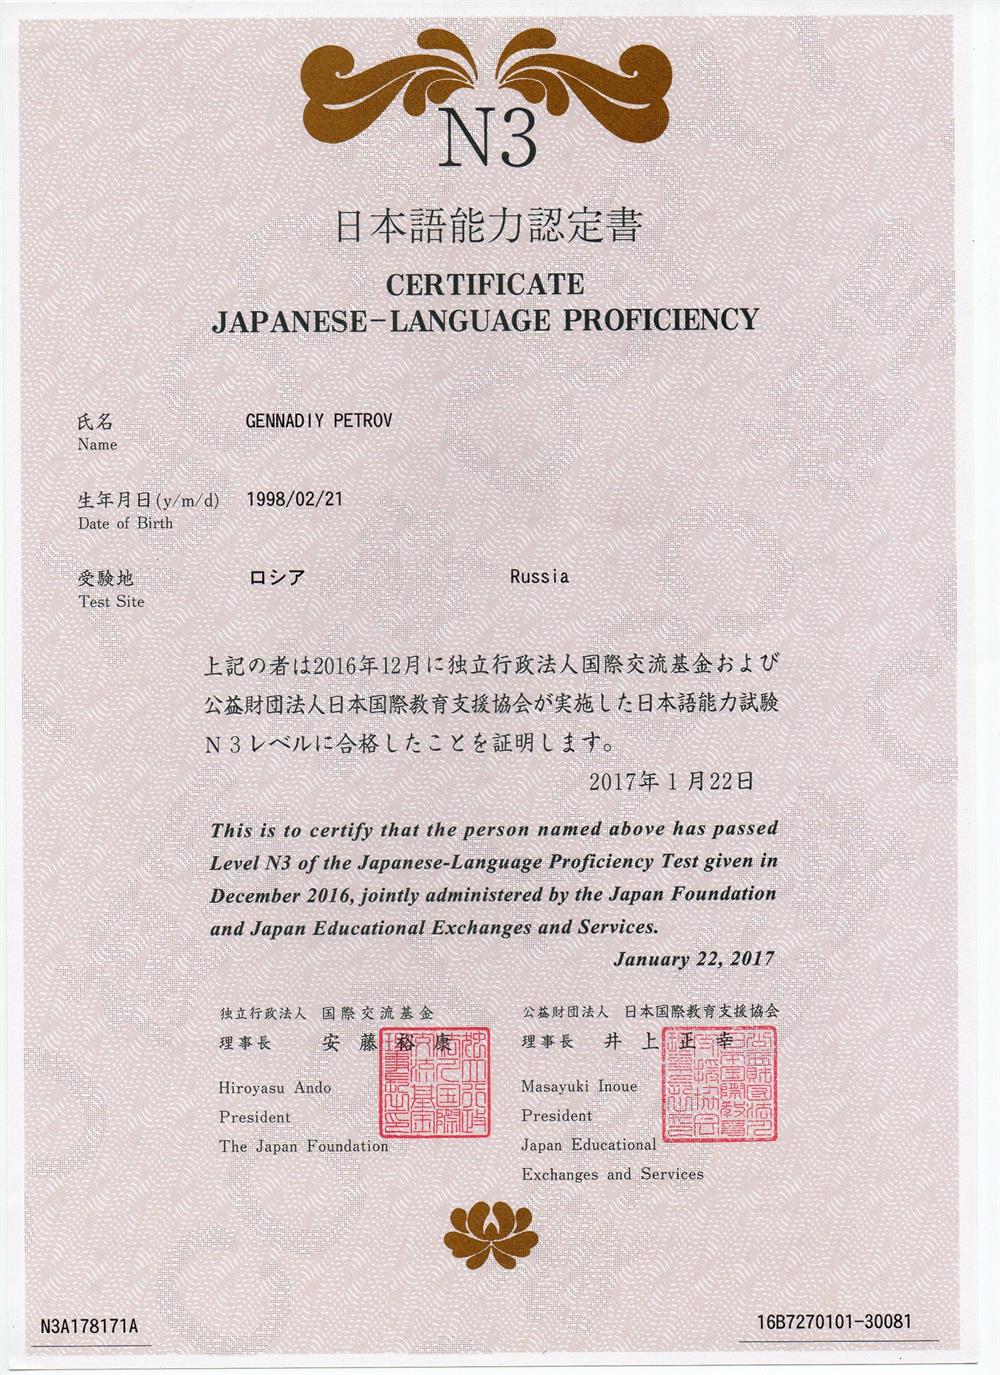 N3
日本語能力認定書
CERTIFICATE
JAPANESE-LANGUAGE PROFICIENCY
氏名 GENNADIY PETROV
Name
生年月日(y/m/d) 1998/02/21
Date of Birth
受験地 ロシア Russia
Test Site
上記の者は2016年12月に独立行政法人国際交流基金および
公益財団法人日本国際教育支援協会が実施した日本語能力試験
N3レベルに合格したことを証明します。
2017年1月22日
This is to certify that the person named above has passed
Level N3 of the Japanese-Language Proficiency Test given in
December 2016, jointly administered by the Japan Foundation
and Japan Educational Exchanges and Services.
January 22, 2017
独立行政法人 国際交流基金
理事長 安藤裕康
Hiroyasu Ando
President
The Japan Foundation
公益財団法人 日本国際教育支援協会
理事長 井上正幸
Masayuki Inoue
President
Japan Educational
Exchanges and Services
N3A178171A
16B7270101-30081